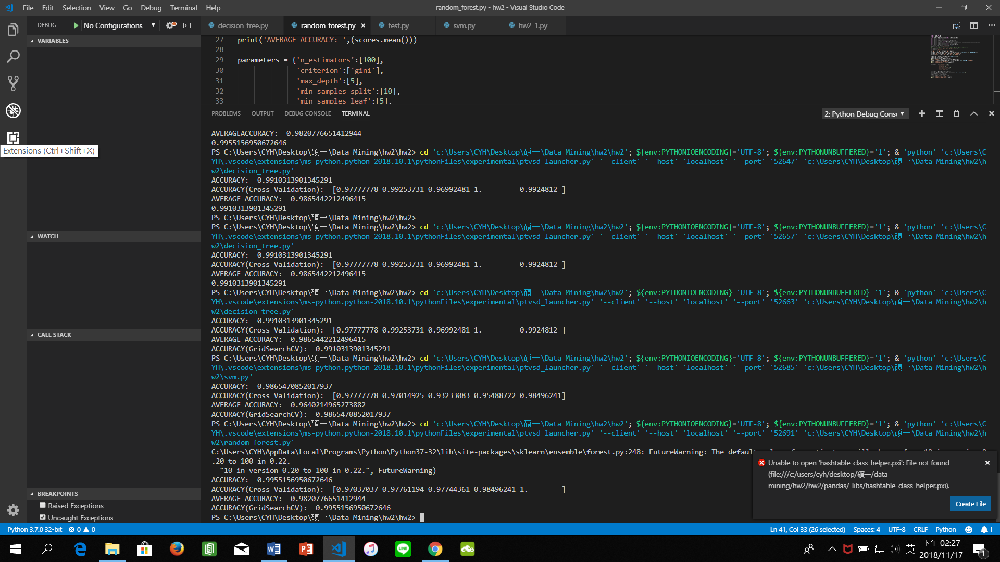 File Edit Selection View Go Debug Terminal Help
random_forest.py - hw2 - Visual Studio Code
DEBUG
No Configurations
decision_tree.py
random_forest.py
test.py
svm.py
hw2_1.py
VARIABLES
27 print('AVERAGE ACCURACY: ',(scores.mean()))
28
29 parameters = {'n_estimators':[100],
30 'criterion':['gini'],
31 'max_depth':[5],
32 'min_samples_split':[10],
33 'min_samples_leaf':[5],
PROBLEMS OUTPUT DEBUG CONSOLE TERMINAL
2: Python Debug Cons
Extensions (Ctrl+Shift+X)
AVERAGEACCURACY:  0.9820776651412944
0.9955156950672646
PS C:\Users\CYH\Desktop\碩一\Data Mining\hw2\hw2> cd 'c:\Users\CYH\Desktop\碩一\Data Mining\hw2\hw2'; ${env:PYTHONIOENCODING}='UTF-8'; ${env:PYTHONUNBUFFERED}='1'; & 'python' 'c:\Users\C
YH\.vscode\extensions\ms-python.python-2018.10.1\pythonFiles\experimental\ptvsd_launcher.py' '--client' '--host' 'localhost' '--port' '52647' 'c:\Users\CYH\Desktop\碩一\Data Mining\hw2\h
w2\decision_tree.py'
ACCURACY:  0.9910313901345291
ACCURACY(Cross Validation):  [0.97777778 0.99253731 0.96992481 1.         0.9924812 ]
AVERAGE ACCURACY:  0.9865442212496415
0.9910313901345291
PS C:\Users\CYH\Desktop\碩一\Data Mining\hw2\hw2>
PS C:\Users\CYH\Desktop\碩一\Data Mining\hw2\hw2> cd 'c:\Users\CYH\Desktop\碩一\Data Mining\hw2\hw2'; ${env:PYTHONIOENCODING}='UTF-8'; ${env:PYTHONUNBUFFERED}='1'; & 'python' 'c:\Users\C
YH\.vscode\extensions\ms-python.python-2018.10.1\pythonFiles\experimental\ptvsd_launcher.py' '--client' '--host' 'localhost' '--port' '52657' 'c:\Users\CYH\Desktop\碩一\Data Mining\hw2\h
w2\decision_tree.py'
ACCURACY:  0.9910313901345291
ACCURACY(Cross Validation):  [0.97777778 0.99253731 0.96992481 1.         0.9924812 ]
AVERAGE ACCURACY:  0.9865442212496415
0.9910313901345291
PS C:\Users\CYH\Desktop\碩一\Data Mining\hw2\hw2> cd 'c:\Users\CYH\Desktop\碩一\Data Mining\hw2\hw2'; ${env:PYTHONIOENCODING}='UTF-8'; ${env:PYTHONUNBUFFERED}='1'; & 'python' 'c:\Users\C
YH\.vscode\extensions\ms-python.python-2018.10.1\pythonFiles\experimental\ptvsd_launcher.py' '--client' '--host' 'localhost' '--port' '52663' 'c:\Users\CYH\Desktop\碩一\Data Mining\hw2\h
w2\decision_tree.py'
ACCURACY:  0.9910313901345291
ACCURACY(Cross Validation):  [0.97777778 0.99253731 0.96992481 1.         0.9924812 ]
AVERAGE ACCURACY:  0.9865442212496415
ACCURACY(GridSearchCV):  0.9910313901345291
PS C:\Users\CYH\Desktop\碩一\Data Mining\hw2\hw2> cd 'c:\Users\CYH\Desktop\碩一\Data Mining\hw2\hw2'; ${env:PYTHONIOENCODING}='UTF-8'; ${env:PYTHONUNBUFFERED}='1'; & 'python' 'c:\Users\C
YH\.vscode\extensions\ms-python.python-2018.10.1\pythonFiles\experimental\ptvsd_launcher.py' '--client' '--host' 'localhost' '--port' '52685' 'c:\Users\CYH\Desktop\碩一\Data Mining\hw2\h
w2\svm.py'
ACCURACY:  0.9865470852017937
ACCURACY(Cross Validation):  [0.97777778 0.97014925 0.93233083 0.95488722 0.98496241]
AVERAGE ACCURACY:  0.9640214965273882
ACCURACY(GridSearchCV):  0.9865470852017937
PS C:\Users\CYH\Desktop\碩一\Data Mining\hw2\hw2> cd 'c:\Users\CYH\Desktop\碩一\Data Mining\hw2\hw2'; ${env:PYTHONIOENCODING}='UTF-8'; ${env:PYTHONUNBUFFERED}='1'; & 'python' 'c:\Users\C
YH\.vscode\extensions\ms-python.python-2018.10.1\pythonFiles\experimental\ptvsd_launcher.py' '--client' '--host' 'localhost' '--port' '52691' 'c:\Users\CYH\Desktop\碩一\Data Mining\hw2\h
w2\random_forest.py'
C:\Users\CYH\AppData\Local\Programs\Python\Python37-32\lib\site-packages\sklearn\ensemble\forest.py:248: FutureWarning: The default value of n_estimators will change from 10 in version 0
.20 to 100 in 0.22.
"10 in version 0.20 to 100 in 0.22.", FutureWarning)
ACCURACY:  0.9955156950672646
ACCURACY(Cross Validation):  [0.97037037 0.97761194 0.97744361 0.98496241 1.        ]
AVERAGE ACCURACY:  0.9820776651412944
ACCURACY(GridSearchCV):  0.9955156950672646
PS C:\Users\CYH\Desktop\碩一\Data Mining\hw2\hw2>
WATCH
CALL STACK
BREAKPOINTS
Raised Exceptions
Uncaught Exceptions
Unable to open 'hashtable_class_helper.pxi': File not found
(file:///c:/users/cyh/desktop/碩一/data
mining/hw2/hw2/pandas/_libs/hashtable_class_helper.pxi).
Create File
Python 3.7.0 32-bit 0 0
Ln 41, Col 33 (26 selected) Spaces: 4 UTF-8 CRLF Python 1
LINE
英
下午 02:27
2018/11/17
1